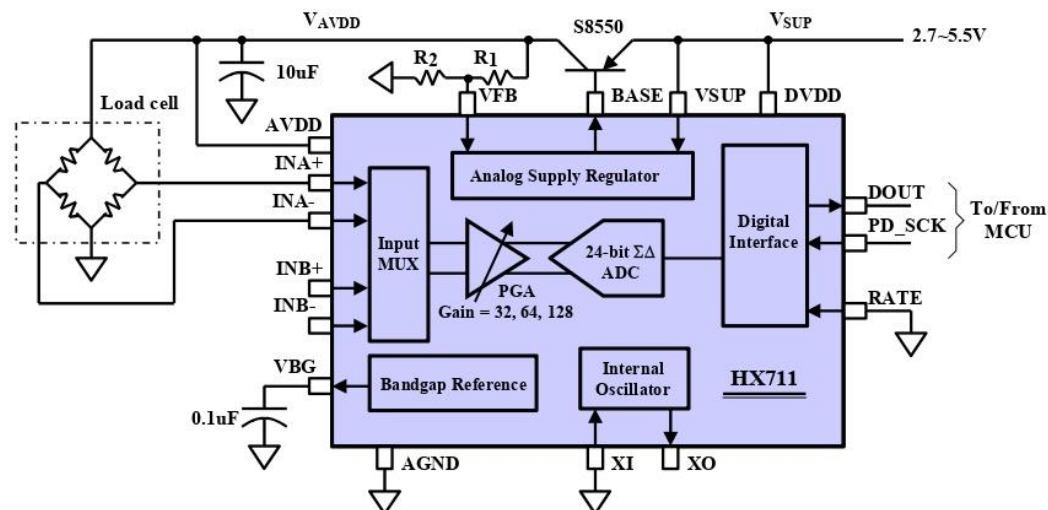 VAVDD
S8550
VSUP
2.7~5.5V
R2
R1
10uF
VFB
BASE
VSUP
DVDD
Load cell
AVDD
INA+
INA-
INB+
INB-
VBG
0.1uF
Analog Supply Regulator
Input
MUX
PGA
Gain = 32, 64, 128
24-bit ΣΔ
ADC
Digital
Interface
DOUT
PD_SCK
To/From
MCU
RATE
Bandgap Reference
Internal
Oscillator
HX711
AGND
XI
XO